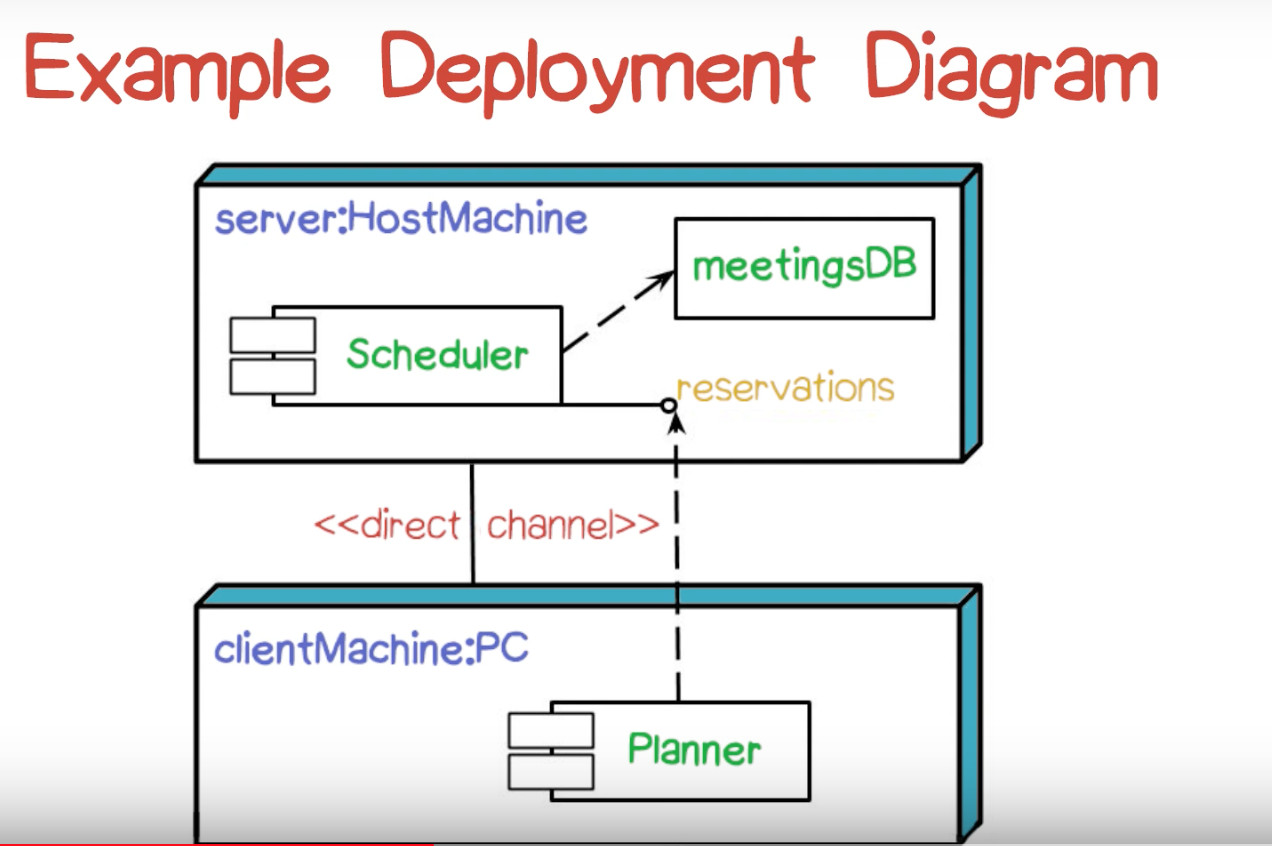 Example Deployment Diagram
server:HostMachine
meetingsDB
Scheduler
reservations
<<direct channel>>
clientMachine:PC
Planner